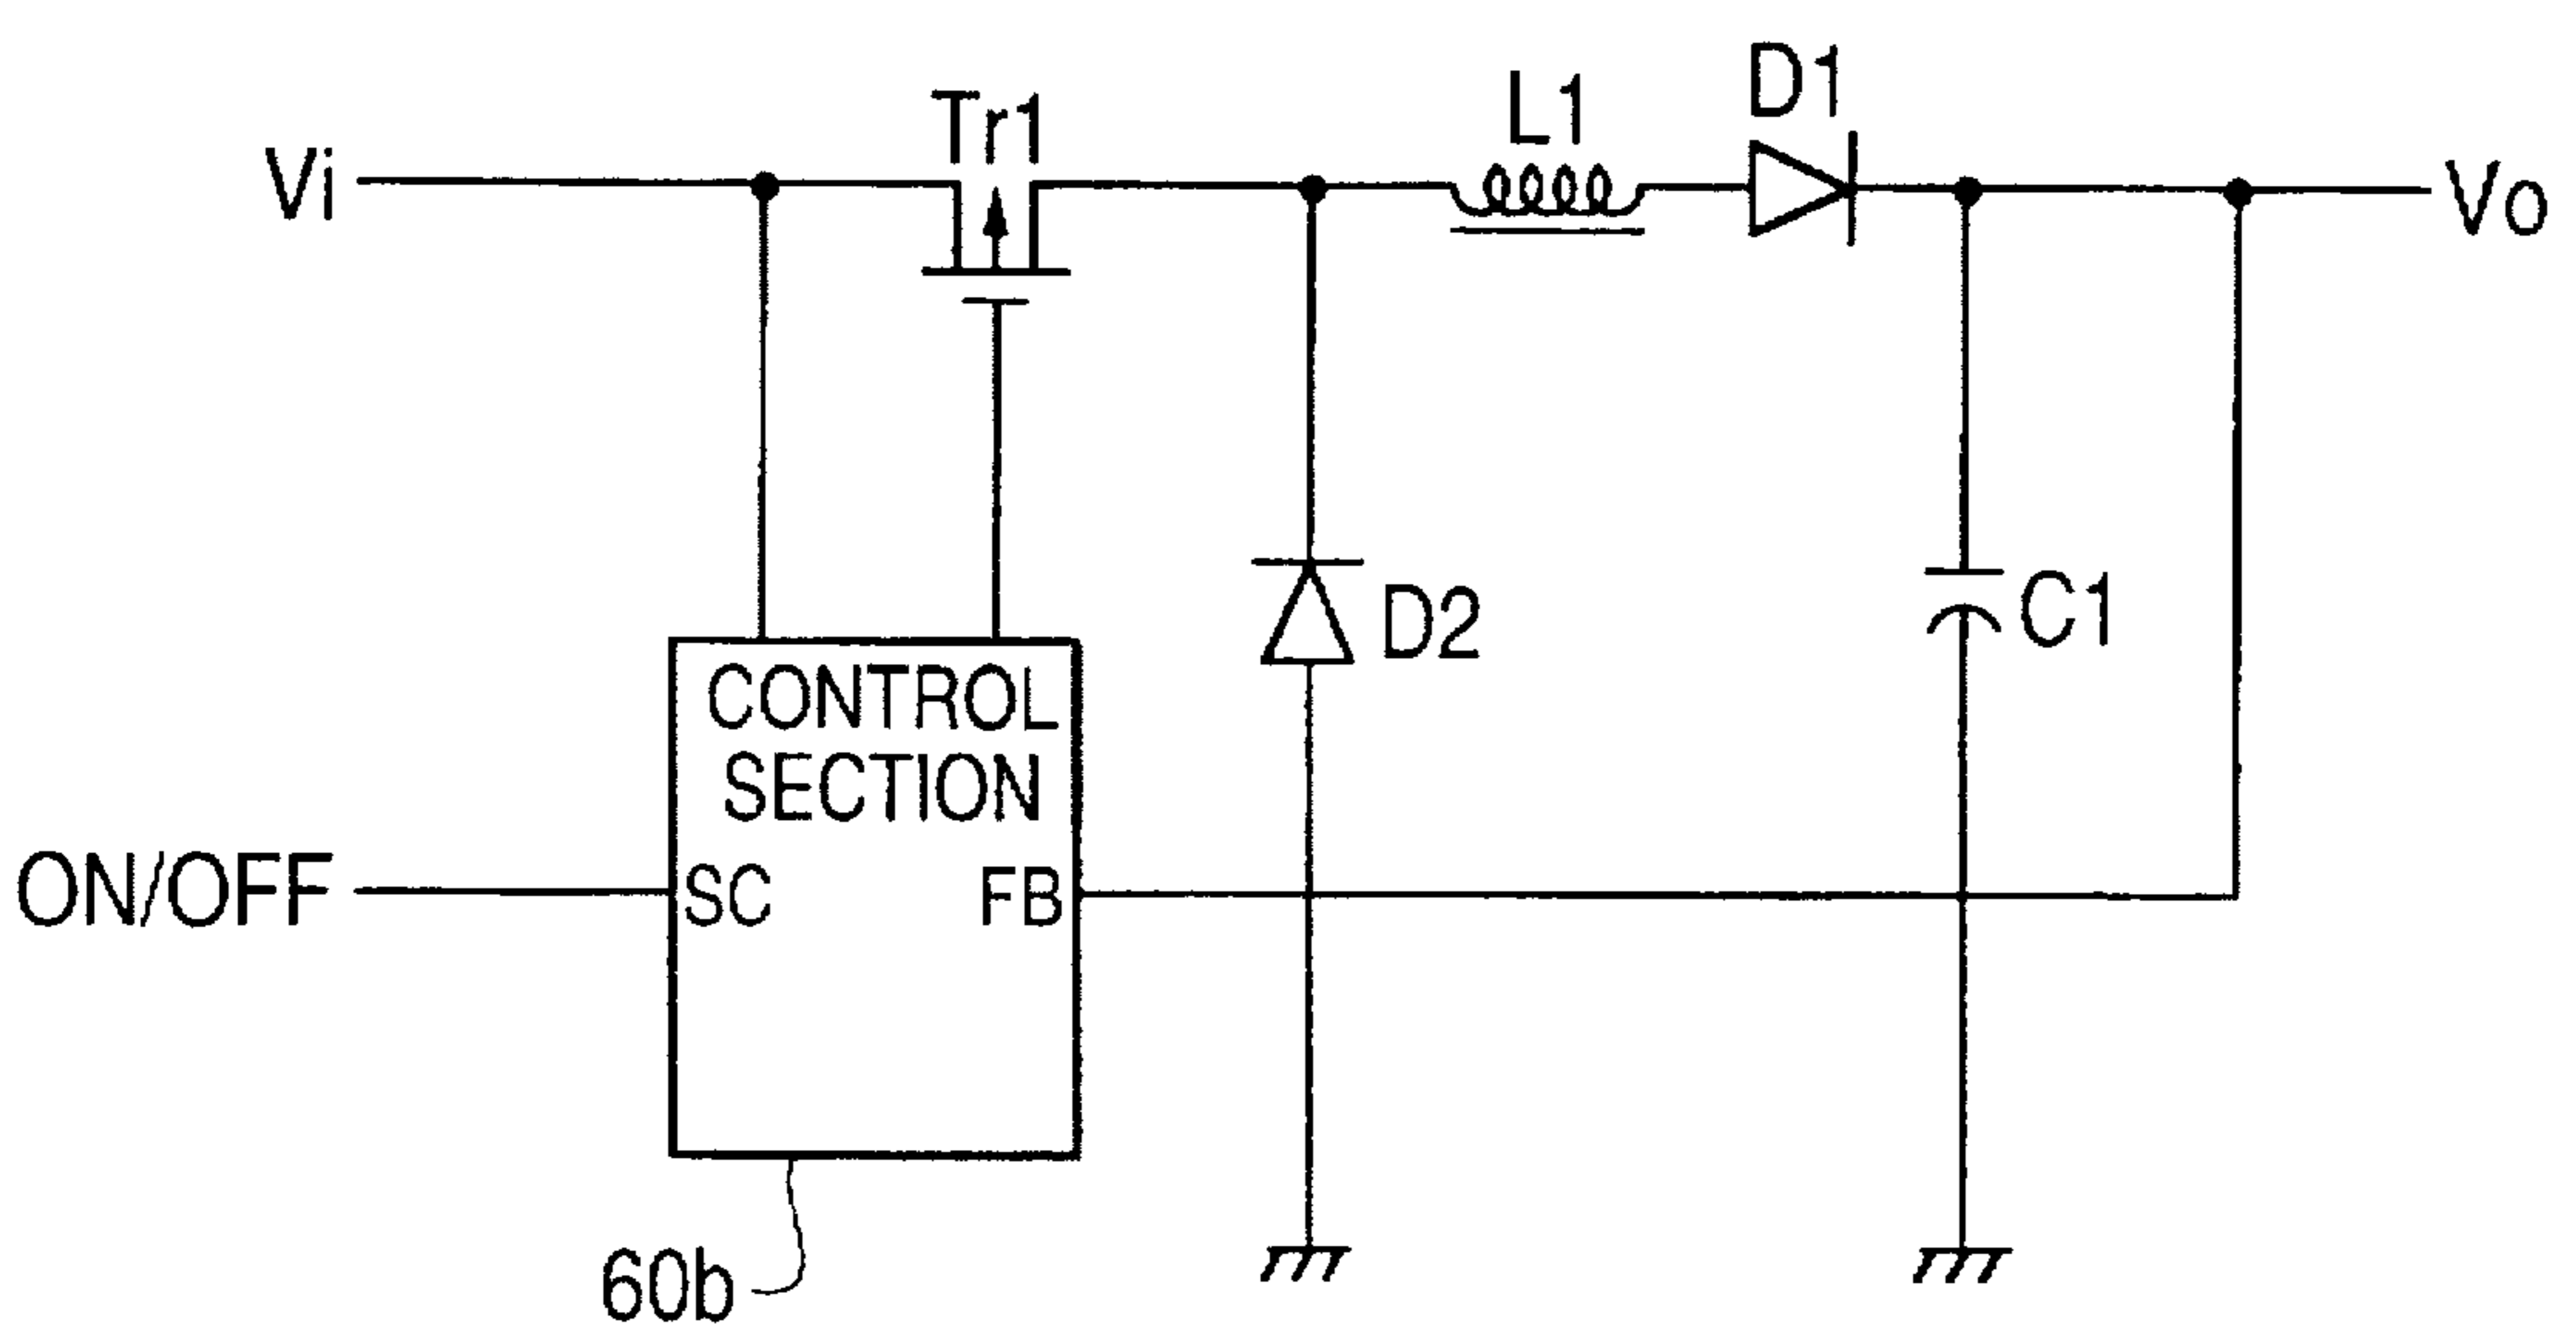 Vi
Tr1
L1
D1
Vo
D2
C1
CONTROL
SECTION
ON/OFF
SC
FB
60b